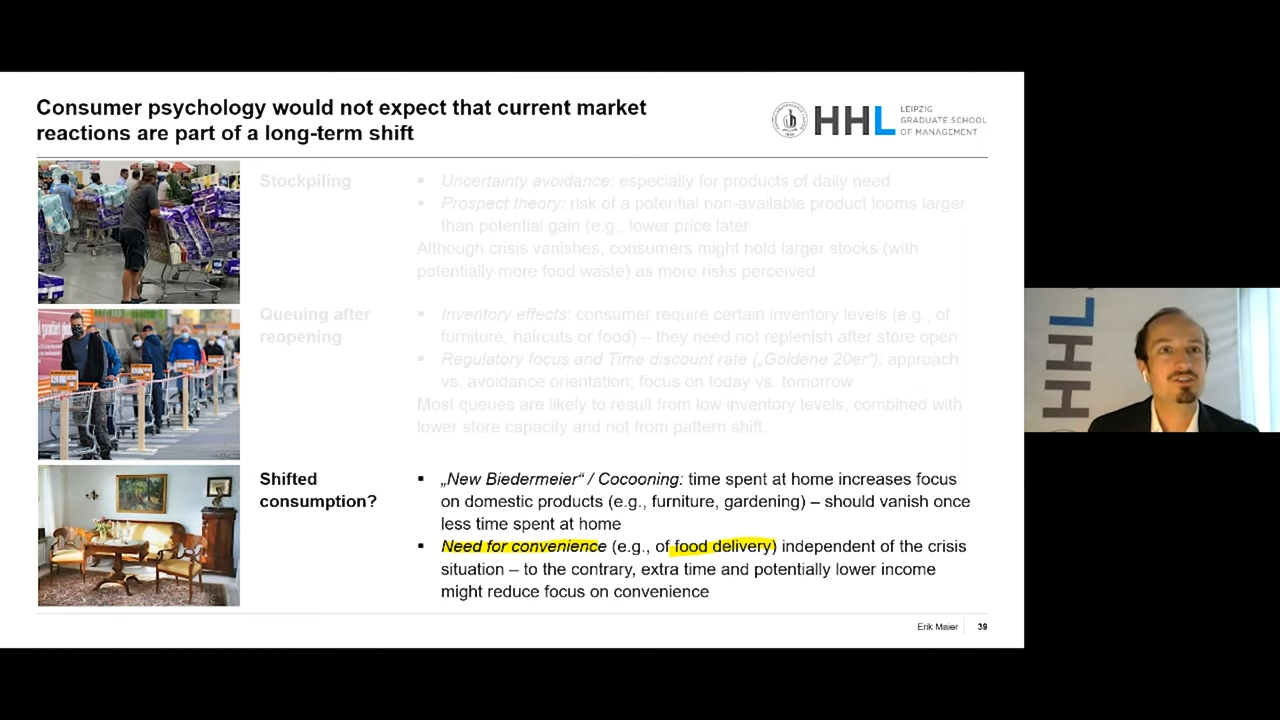 Consumer psychology would not expect that current market
reactions are part of a long-term shift
HHL
LEIPZIG
GRADUATE SCHOOL
OF MANAGEMENT
Stockpiling
▪ Uncertainty avoidance: especially for products of daily need
▪ Prospect theory: risk of a potential non-available product looms larger
than potential gain (e.g., lower price later
Although crisis vanishes, consumers might hold larger stocks (with
potentially more food waste) as more risks perceived
Queuing after
reopening
▪ Inventory effects: consumer require certain inventory levels (e.g., of
furniture, haircuts or food) – they need not replenish after store open
▪ Regulatory focus and Time discount rate („Goldene 20er“): approach
vs. avoidance orientation; focus on today vs. tomorrow
Most queues are likely to result from low inventory levels, combined with
lower store capacity and not from pattern shift.
Shifted
consumption?
▪ „New Biedermeier“ / Cocooning: time spent at home increases focus
on domestic products (e.g., furniture, gardening) – should vanish once
less time spent at home
▪ Need for convenience (e.g., of food delivery) independent of the crisis
situation – to the contrary, extra time and potentially lower income
might reduce focus on convenience
Erik Maier 39
HHL
HHL